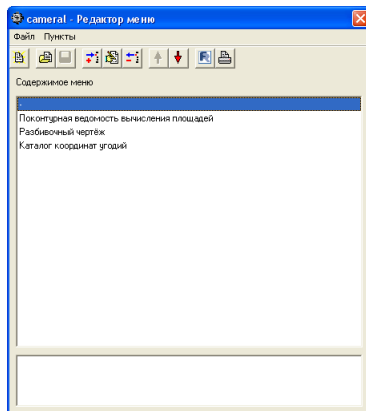 cameral - Редактор меню
Файл Пункты
Содержимое меню
-
Поконтурная ведомость вычисления площадей
Разбивочный чертёж
Каталог координат угодий